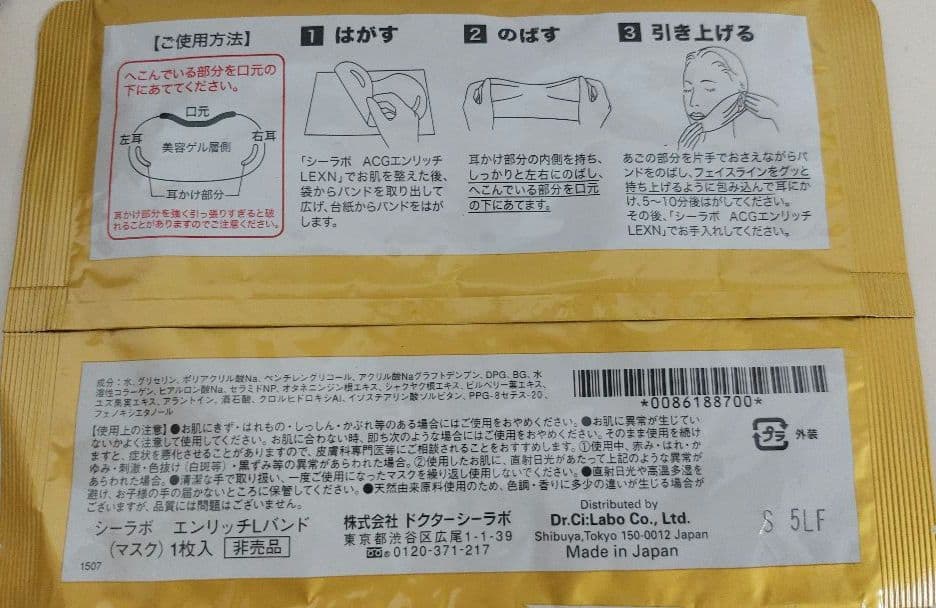 【ご使用方法】
へこんでいる部分を口元の
下にあててください。
口元
左耳
右耳
美容ゲル層側
耳かけ部分
耳かけ部分を強く引っ張りすぎると破
れることがありますのでご注意ください。
1 はがす
「シーラボ ACGエンリッチ
LEXN」でお肌を整えた後、
袋からバンドを取り出して
広げ、台紙からバンドをはが
します。
2 のばす
耳かけ部分の内側を持ち、
しっかりと左右にのばし、
へこんでいる部分を口元
の下にあてます。
3 引き上げる
あごの部分を片手でおさえながらバ
ンドをのばし、フェイスラインをグッと
持ち上げるように包み込んで耳にか
け、5～10分後はがしてください。
その後、「シーラボ ACGエンリッチ
LEXN」でお手入れしてください。
成分：水、グリセリン、ポリアクリル酸Na、ペンチレングリコール、アクリル酸Naグラフトデンプン、DPG、BG、水
溶性コラーゲン、ヒアルロン酸Na、セラミドNP、オタネニンジン根エキス、シャクヤク根エキス、ビルベリー葉エキス、
ユズ果実エキス、アラントイン、酒石酸、クロルヒドロキシAl、イソステアリン酸ソルビタン、PPG-8セテス-20、
フェノキシエタノール
*0086188700*
プラ 外装
【使用上の注意】●お肌にきず・はれもの・しっしん・かぶれ等のある場合にはご使用をおやめください。●お肌に異常が生じてい
ないかよく注意して使用してください。お肌に合わない時、即ち次のような場合にはご使用をおやめください。そのまま使用を続け
ますと、症状を悪化させることがありますので、皮膚科専門医等にご相談されることをおすすめします。①使用中、赤み・はれ・か
ゆみ・刺激・色抜け（白斑等）・黒ずみ等の異常があらわれた場合。②使用したお肌に、直射日光があたって上記のような異常が
あらわれた場合。●清潔な手で取り扱い、一度ご使用になったマスクを繰り返し使用しないでください。●直射日光や高温多湿を
避け、お子様の手の届かないところに保管してください。●天然由来原料使用のため、色調・香りに多少の違いが生じる場合が
ございますが、品質には問題はございません。
シーラボ エンリッチLバンド
（マスク）1枚入 非売品
1507
株式会社 ドクターシーラボ
東京都渋谷区広尾1-1-39
0120-371-217
Distributed by
Dr.Ci:Labo Co., Ltd.
Shibuya,Tokyo 150-0012 Japan
Made in Japan
S 5LF